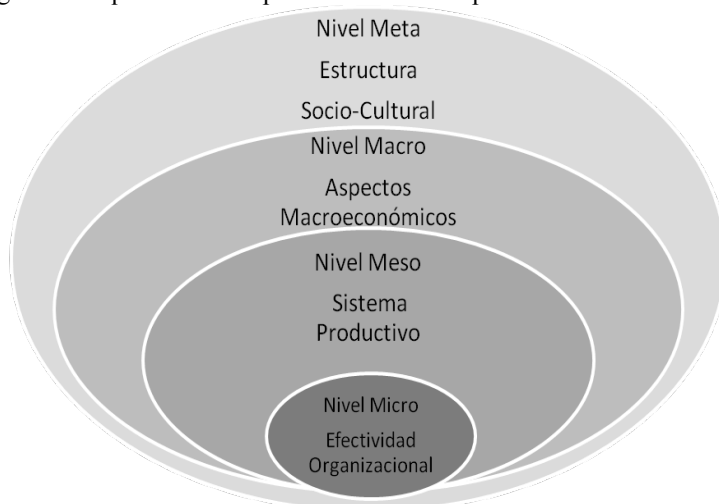 Nivel Meta
Estructura
Socio-Cultural
Nivel Macro
Aspectos
Macroeconómicos
Nivel Meso
Sistema
Productivo
Nivel Micro
Efectividad
Organizacional